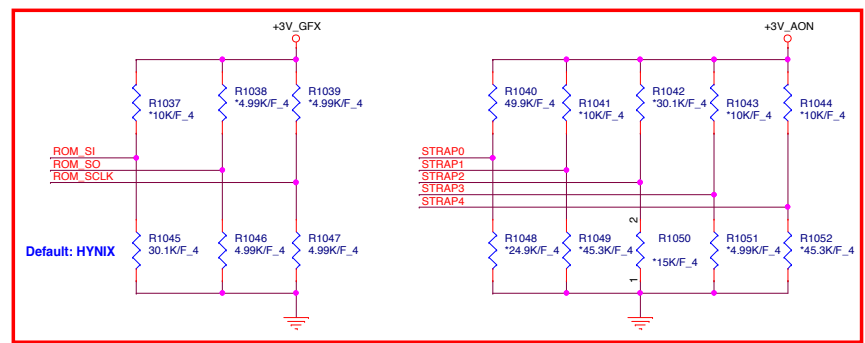 +3V_GFX
+3V_AON
R1037
*10K/F_4
R1038
*4.99K/F_4
R1039
*4.99K/F_4
R1040
49.9K/F_4
R1041
*10K/F_4
R1042
*30.1K/F_4
R1043
*10K/F_4
R1044
*10K/F_4
ROM_SI
ROM_SO
ROM_SCLK
STRAP0
STRAP1
STRAP2
STRAP3
STRAP4
Default: HYNIX
R1045
30.1K/F_4
R1046
4.99K/F_4
R1047
4.99K/F_4
R1048
*24.9K/F_4
R1049
*45.3K/F_4
2
1
R1050
*15K/F_4
R1051
*4.99K/F_4
R1052
*45.3K/F_4